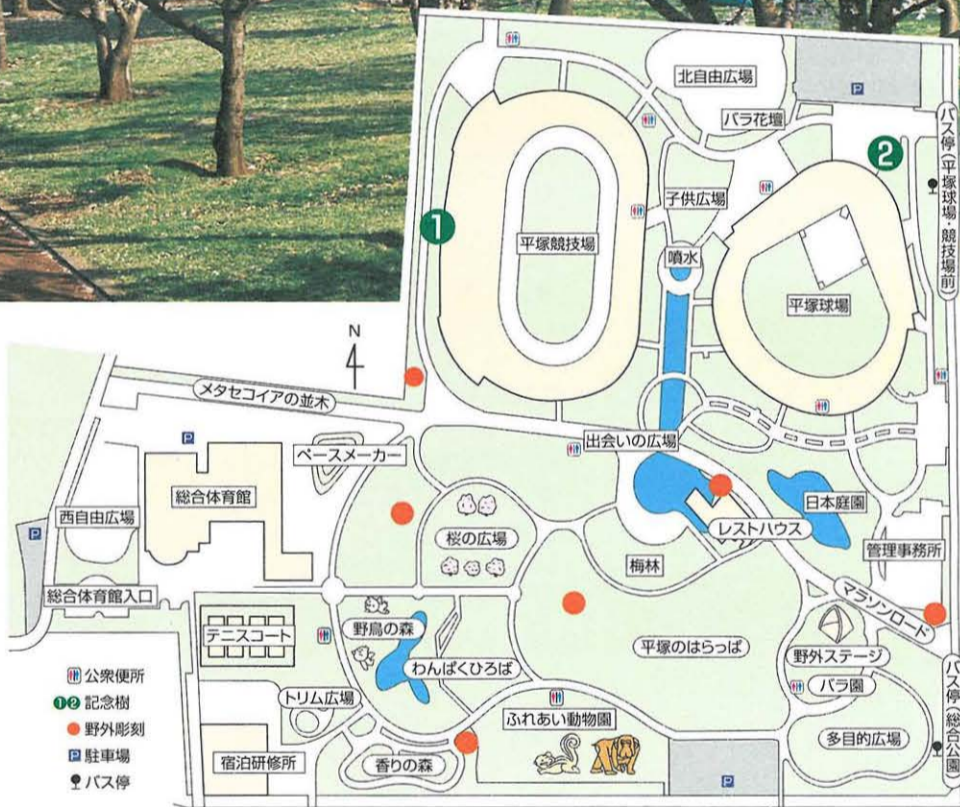 北自由広場
P
バラ花壇
バス停(平塚球場・競技場前)
2
子供広場
1
平塚競技場
噴水
平塚球場
N
メタセコイアの並木
出会いの広場
P
ペースメーカー
総合体育館
西自由広場
P
桜の広場
日本庭園
レストハウス
管理事務所
梅林
総合体育館入口
マラソンロード
テニスコート
野鳥の森
平塚のはらっぱ
野外ステージ
わんぱくひろば
バラ園
トリム広場
ふれあい動物園
多目的広場
バス停(総合公園
宿泊研修所
香りの森
P
公衆便所
12 記念樹
野外彫刻
P 駐車場
バス停